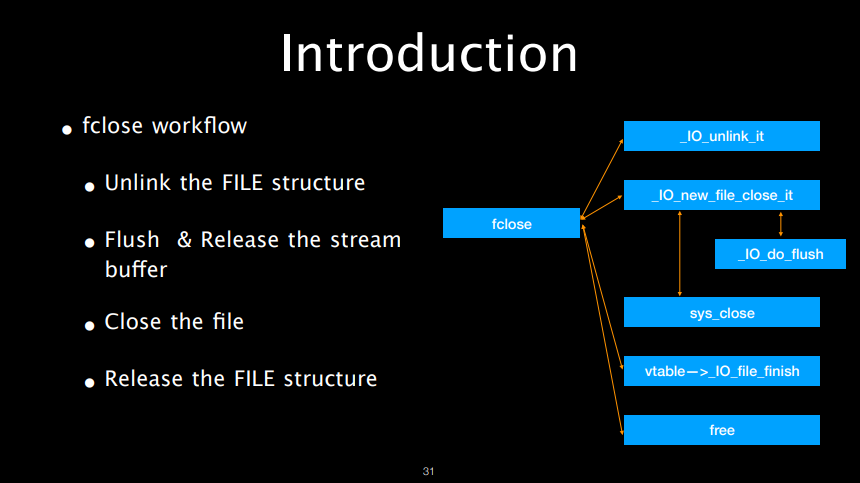 Introduction
• fclose workflow
• Unlink the FILE structure
• Flush & Release the stream
buffer
• Close the file
• Release the FILE structure
fclose
_IO_unlink_it
_IO_new_file_close_it
_IO_do_flush
sys_close
vtable—>_IO_file_finish
free
31